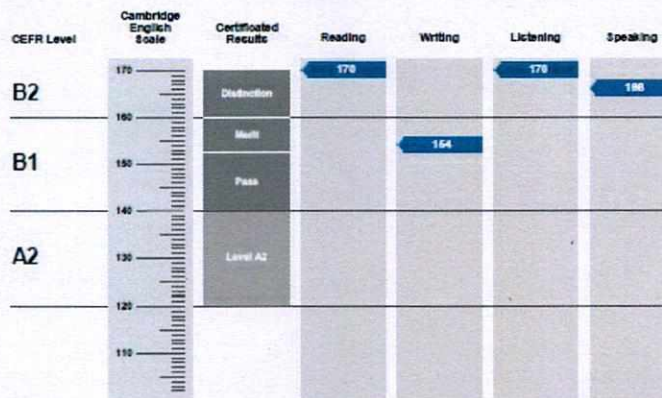 CEFR Level
Cambridge
English
Scale
Certificated
Results
Reading
Writing
Listening
Speaking
170
Distinction
170
170
166
B2
160
Merit
154
B1
150
Pass
140
A2
130
Level A2
120
110